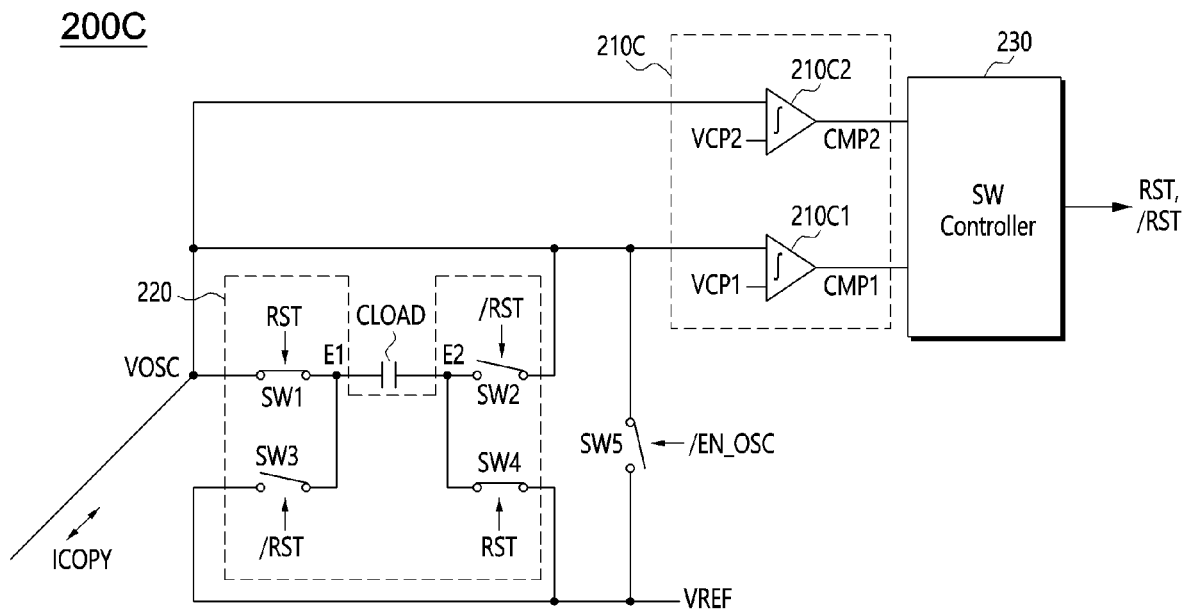 200C
210C
230
210C2
VCP2
CMP2
SW
Controller
RST,
/RST
210C1
VCP1
CMP1
220
RST
CLOAD
/RST
E1
E2
VOSC
SW1
SW2
SW5
/EN_OSC
SW3
SW4
/RST
RST
ICOPY
VREF